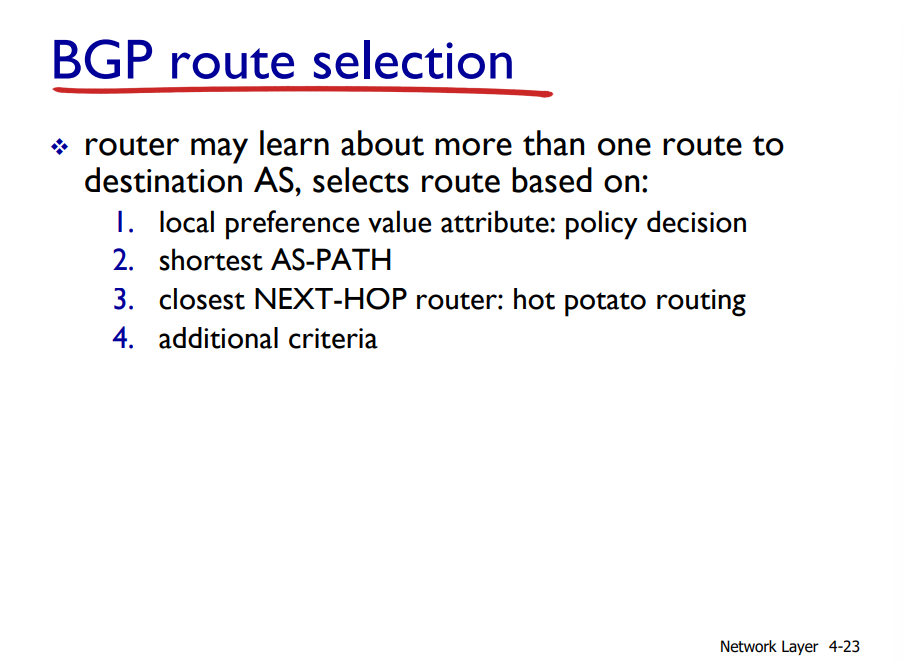 BGP route selection
❖ router may learn about more than one route to
destination AS, selects route based on:
1. local preference value attribute: policy decision
2. shortest AS-PATH
3. closest NEXT-HOP router: hot potato routing
4. additional criteria
Network Layer 4-23